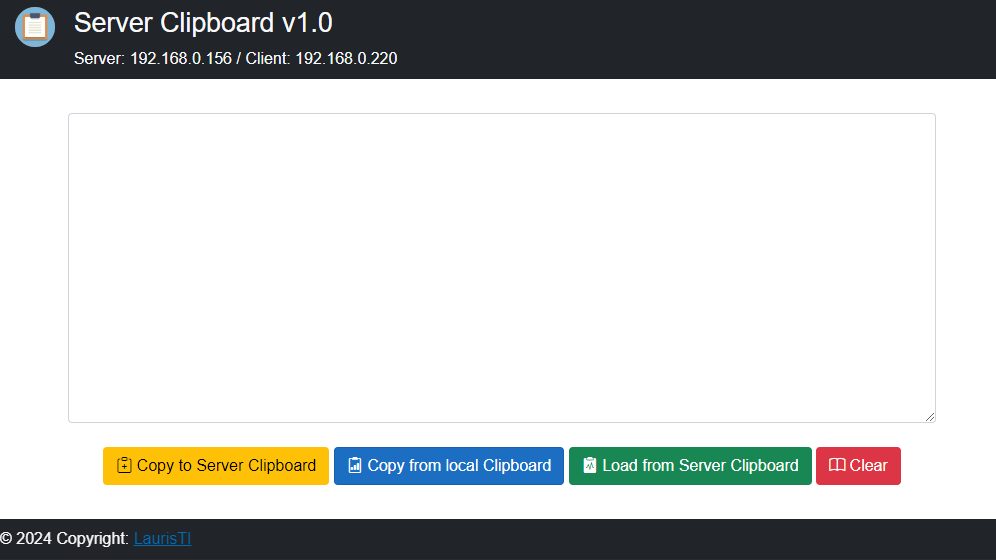 Server Clipboard v1.0
Server: 192.168.0.156 / Client: 192.168.0.220
Copy to Server Clipboard
Copy from local Clipboard
Load from Server Clipboard
Clear
© 2024 Copyright: LaurisTI